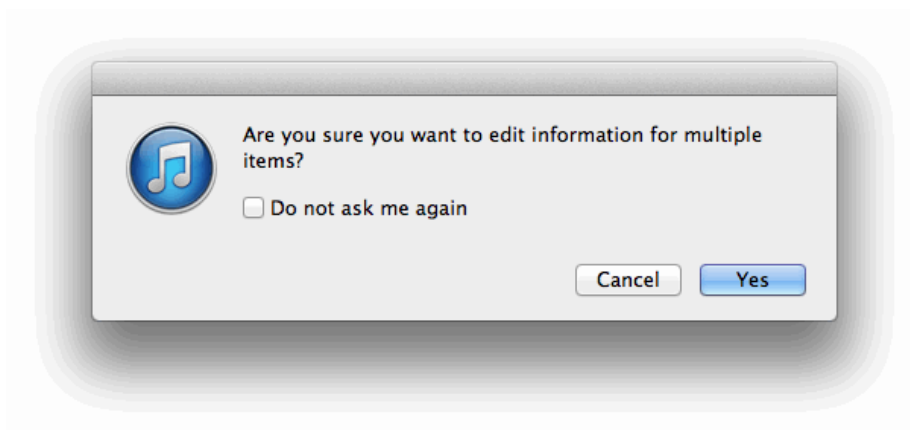 Are you sure you want to edit information for multiple
items?
Do not ask me again
Cancel Yes